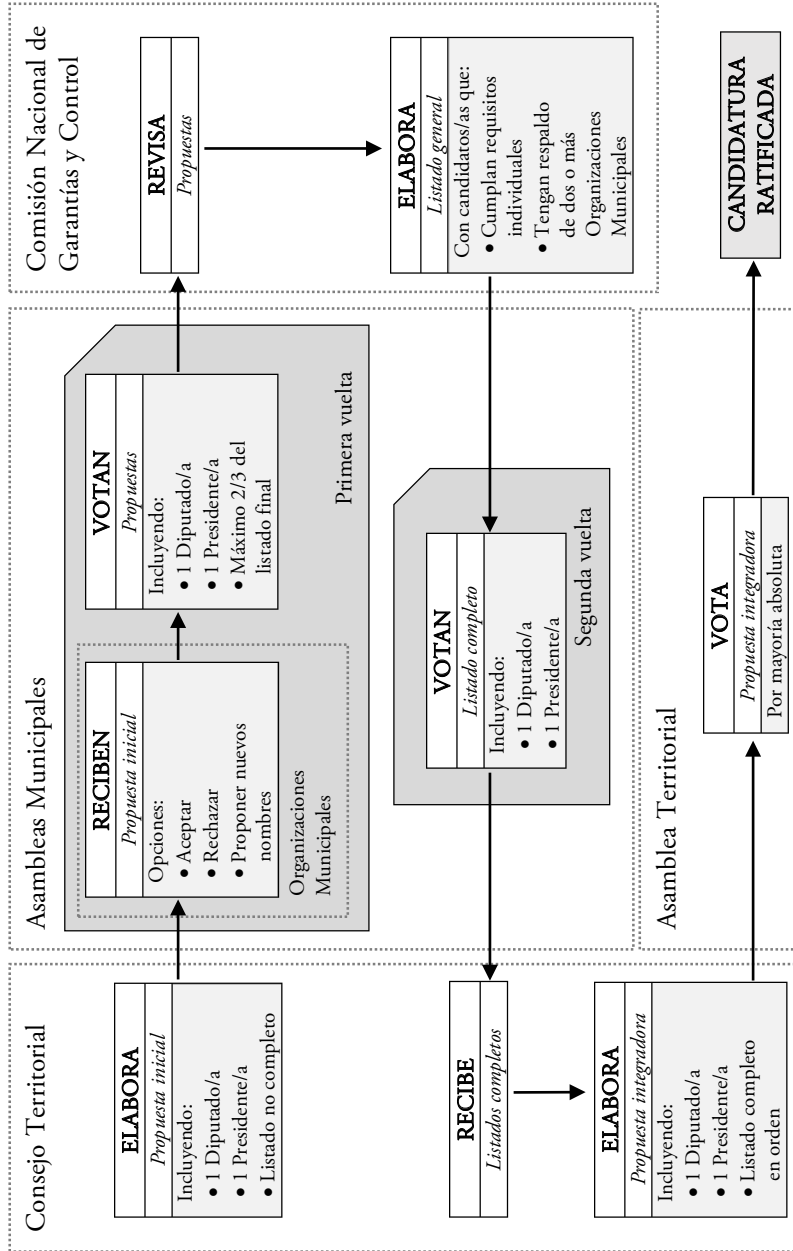 Consejo Territorial
ELABORA
Propuesta inicial
Incluyendo:
• 1 Diputado/a
• 1 Presidente/a
• Listado no completo
RECIBE
Listados completos
ELABORA
Propuesta integradora
Incluyendo:
• 1 Diputado/a
• 1 Presidente/a
• Listado completo
en orden
Asambleas Municipales
RECIBEN
Propuesta inicial
Opciones:
• Aceptar
• Rechazar
• Proponer nuevos
nombres
Organizaciones
Municipales
VOTAN
Propuestas
Incluyendo:
• 1 Diputado/a
• 1 Presidente/a
• Máximo 2/3 del
listado final
Primera vuelta
VOTAN
Listado completo
Incluyendo:
• 1 Diputado/a
• 1 Presidente/a
Segunda vuelta
Asamblea Territorial
VOTA
Propuesta integradora
Por mayoría absoluta
Comisión Nacional de
Garantías y Control
REVISA
Propuestas
ELABORA
Listado general
Con candidatos/as que:
• Cumplan requisitos
individuales
• Tengan respaldo
de dos o más
Organizaciones
Municipales
CANDIDATURA
RATIFICADA